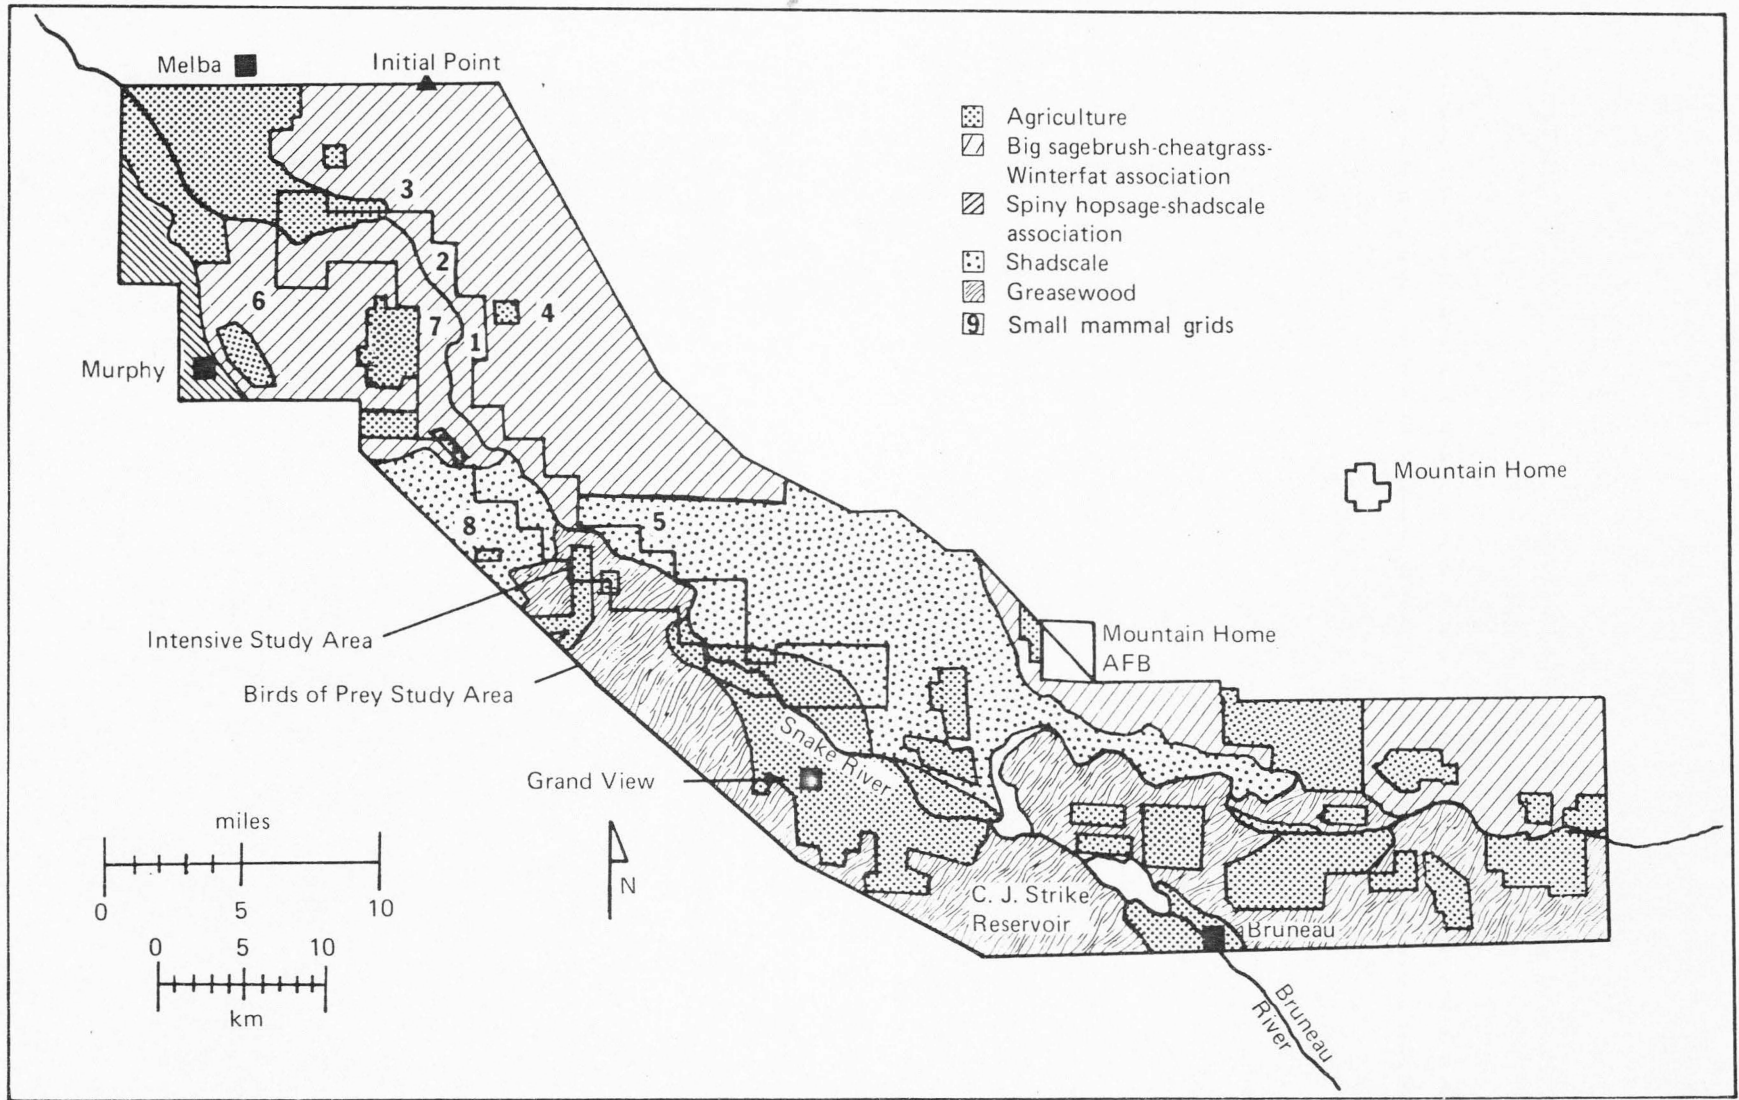 Melba
Initial Point
Agriculture
Big sagebrush-cheatgrass-
Winterfat association
Spiny hopsage-shadscale
association
Shadscale
Greasewood
9 Small mammal grids
3
2
6
4
7
1
Murphy
Mountain Home
5
8
Intensive Study Area
Mountain Home
AFB
Birds of Prey Study Area
Snake River
Grand View
miles
0 5 10
0 5 10
km
N
C. J. Strike
Reservoir
Bruneau
Bruneau
River